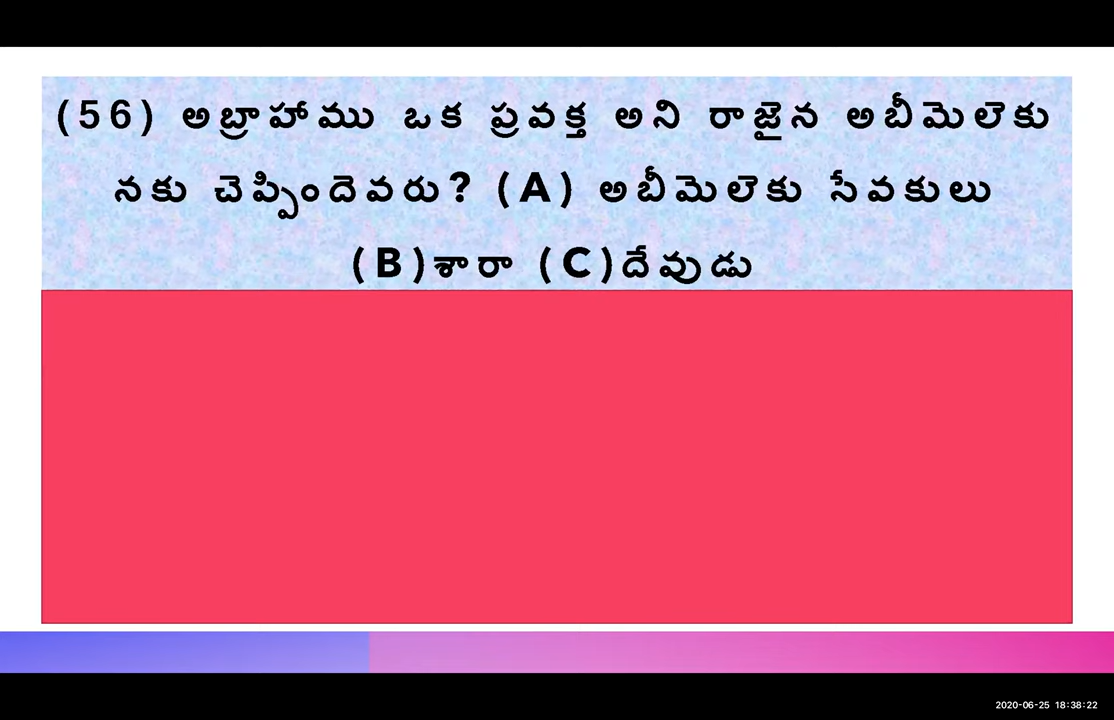 (56) అబ్రాహాము ఒక ప్రవక్త అని రాజైన అబీమెలెకు
నకు చెప్పిందెవరు? (A) అబీమెలెకు సేవకులు
(B)శారా (C)దేవుడు
2020-06-25 18:38:22